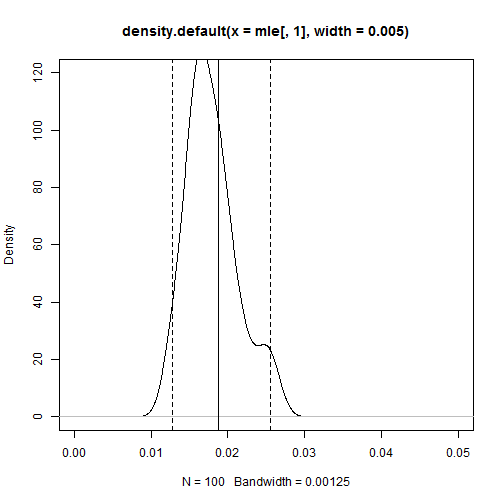 density.default(x = mle[, 1], width = 0.005)
Density
120
100
80
60
40
20
0
0.00 0.01 0.02 0.03 0.04 0.05
N = 100 Bandwidth = 0.00125